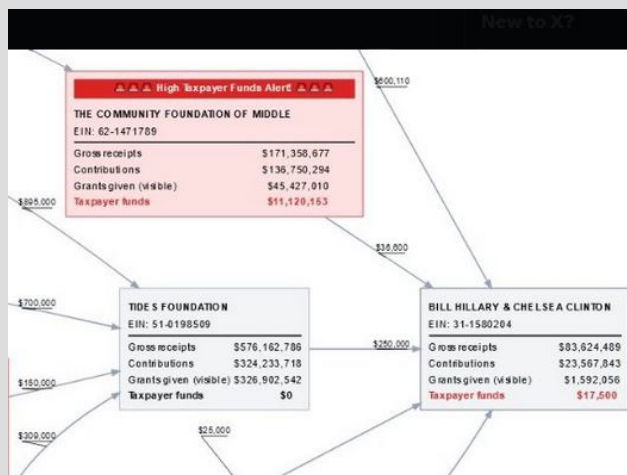 New to X?
$600,110
High Taxpayer Funds Alert!
THE COMMUNITY FOUNDATION OF MIDDLE
EIN: 62-1471789
Gross receipts $171,358,677
Contributions $136,750,294
Grants given (visible) $45,427,010
Taxpayer funds $11,120,153
$895,000
$36,600
$700,000
TIDES FOUNDATION
EIN: 51-0198509
Gross receipts $576,162,786
Contributions $324,233,718
Grants given (visible) $326,902,542
Taxpayer funds $0
$250,000
BILL HILLARY & CHELSEA CLINTON
EIN: 31-1580204
Gross receipts $83,624,489
Contributions $23,567,843
Grants given (visible) $1,592,056
Taxpayer funds $17,500
$150,000
$309,000
$25,000